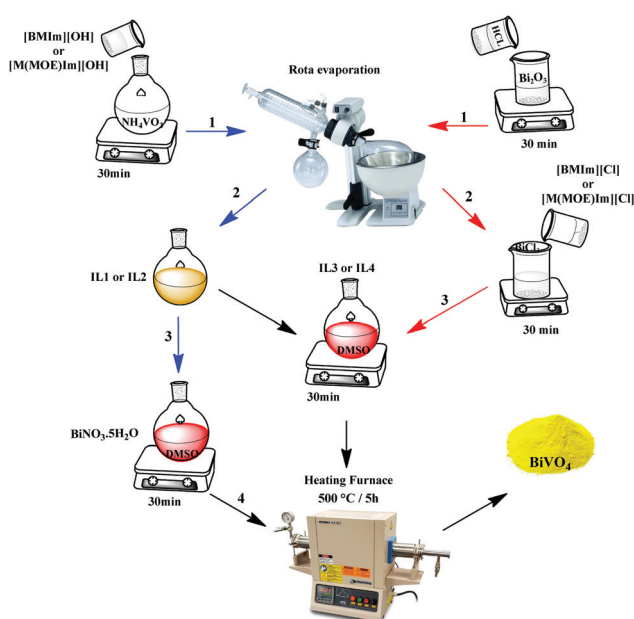 [BMIm][OH]
or
[M(MOE)Im][OH]
NH₄VO₃
30min
1
Rota evaporation
HCL
Bi₂O₃
1
30 min
2
2
[BMIm][Cl]
or
[M(MOE)Im][Cl]
BiCl₃
30 min
IL1 or IL2
IL3 or IL4
3
3
DMSO
30min
BiNO₃.5H₂O
DMSO
30min
4
Heating Furnace
500 °C / 5h
BiVO₄